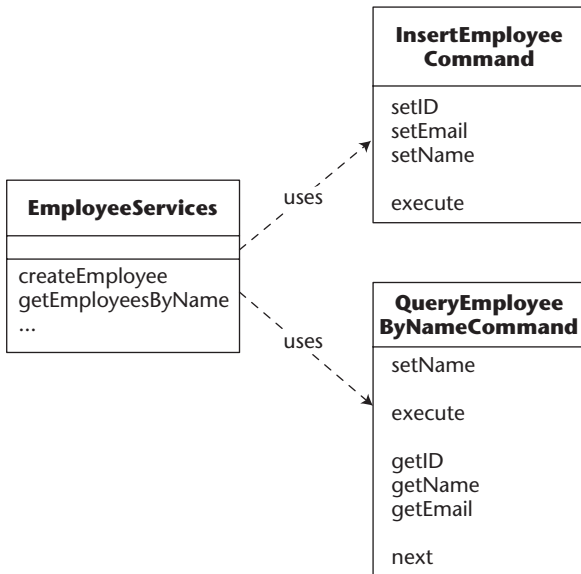 InsertEmployee
Command
setID
setEmail
setName
execute
uses
EmployeeServices
createEmployee
getEmployeesByName
...
uses
QueryEmployee
ByNameCommand
setName
execute
getID
getName
getEmail
next